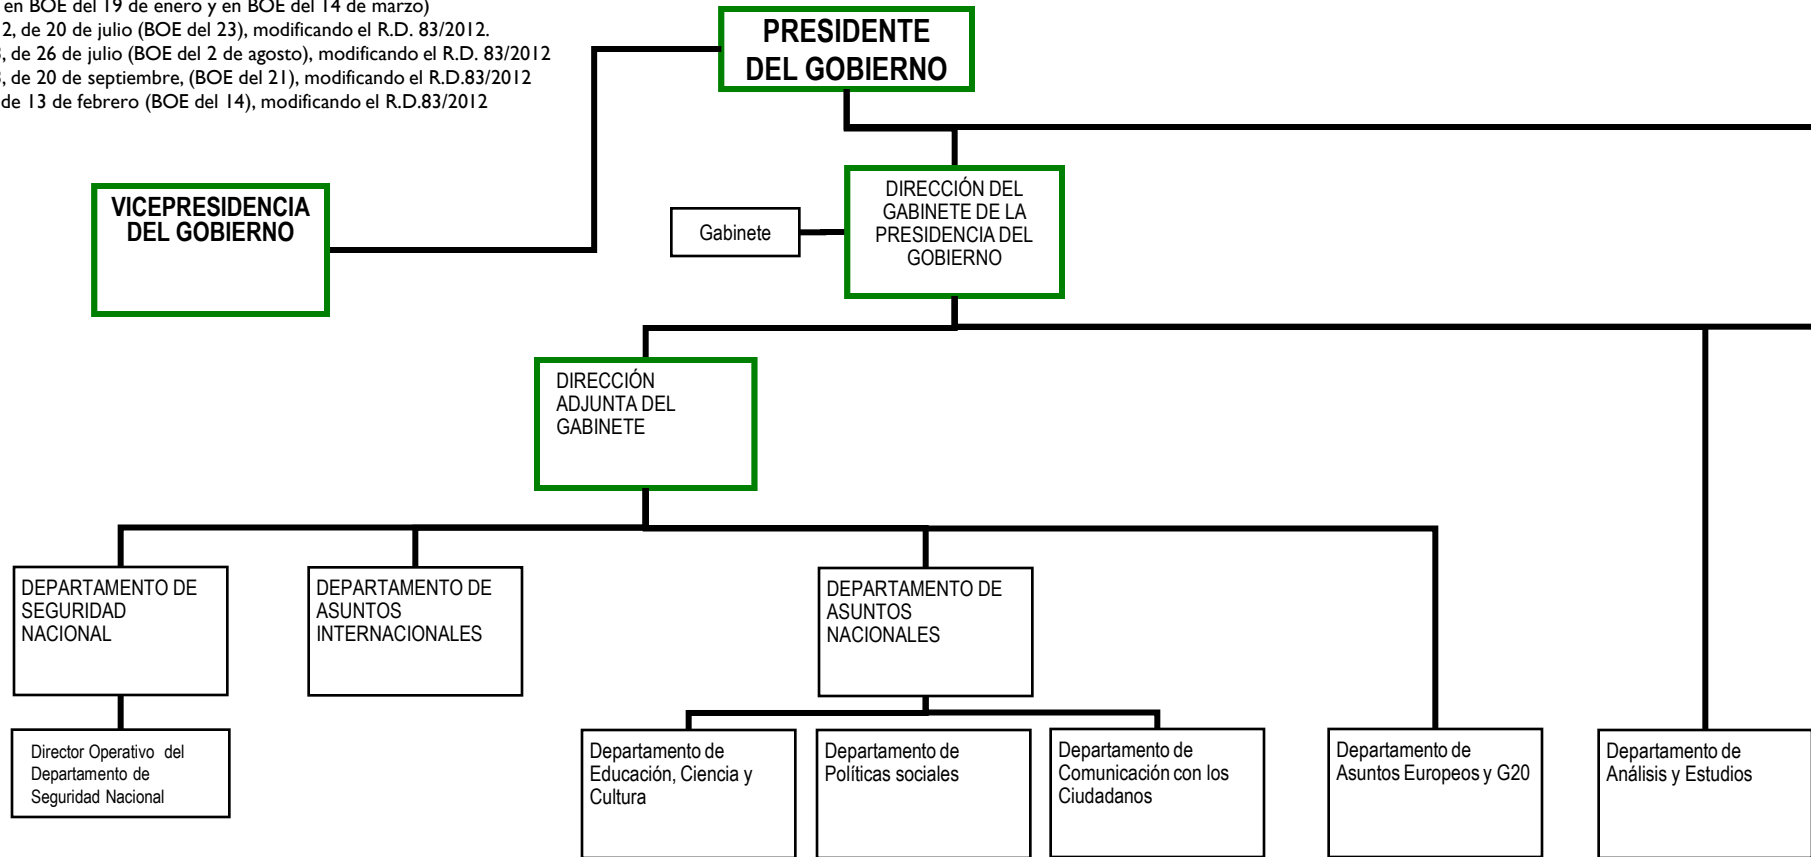 en BOE del 19 de enero y en BOE del 14 de marzo)
2, de 20 de julio (BOE del 23), modificando el R.D. 83/2012.
, de 26 de julio (BOE del 2 de agosto), modificando el R.D. 83/2012
, de 20 de septiembre, (BOE del 21), modificando el R.D.83/2012
de 13 de febrero (BOE del 14), modificando el R.D.83/2012
PRESIDENTE
DEL GOBIERNO
VICEPRESIDENCIA
DEL GOBIERNO
Gabinete
DIRECCIÓN DEL
GABINETE DE LA
PRESIDENCIA DEL
GOBIERNO
DIRECCIÓN
ADJUNTA DEL
GABINETE
DEPARTAMENTO DE
SEGURIDAD
NACIONAL
DEPARTAMENTO DE
ASUNTOS
INTERNACIONALES
DEPARTAMENTO DE
ASUNTOS
NACIONALES
Director Operativo del
Departamento de
Seguridad Nacional
Departamento de
Educación, Ciencia y
Cultura
Departamento de
Políticas sociales
Departamento de
Comunicación con los
Ciudadanos
Departamento de
Asuntos Europeos y G20
Departamento de
Análisis y Estudios